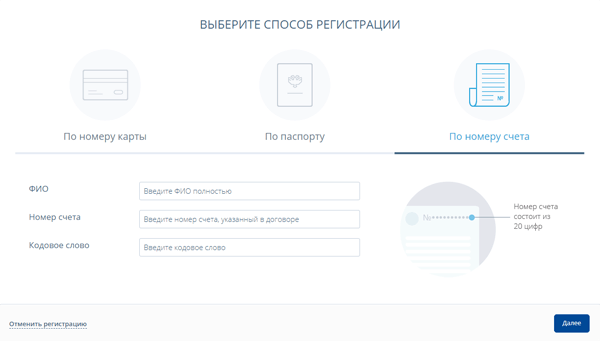 ВЫБЕРИТЕ СПОСОБ РЕГИСТРАЦИИ
По номеру карты
По паспорту
№
По номеру счета
ФИО
Введите ФИО полностью
Номер счета
Введите номер счета, указанный в договоре
Кодовое слово
Введите кодовое слово
№
Номер счета
состоит из
20 цифр
Отменить регистрацию
Далее